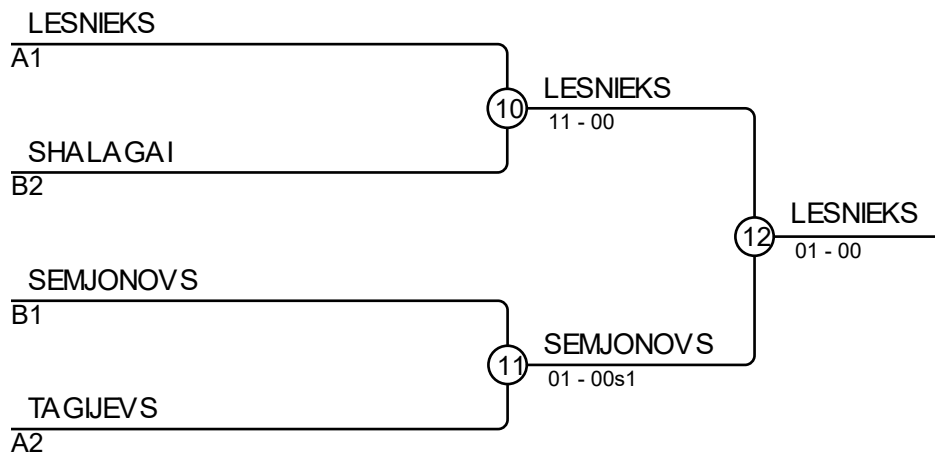 LESNIEKS
A1
10
LESNIEKS
11 - 00
SHALAGAI
B2
12
LESNIEKS
01 - 00
SEMJONOVS
B1
11
SEMJONOVS
01 - 00s1
TAGIJEVS
A2